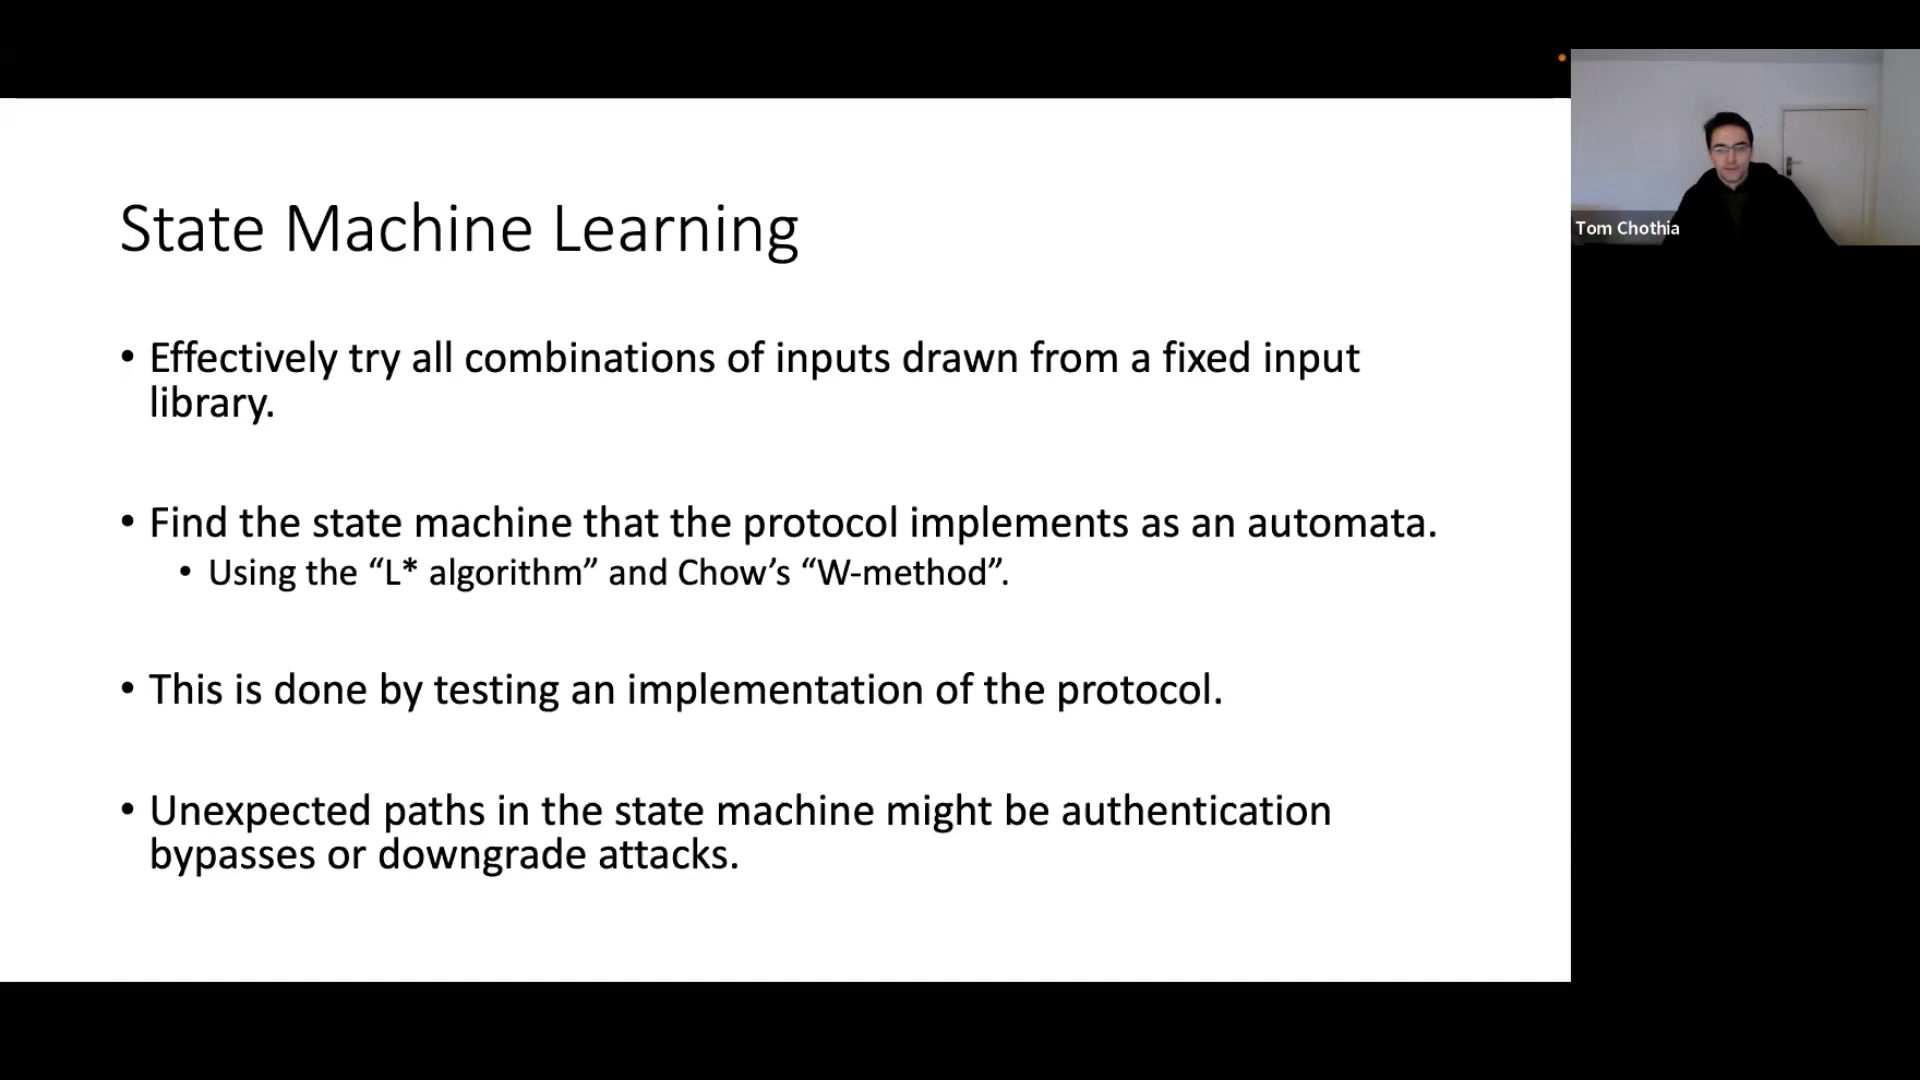 State Machine Learning
• Effectively try all combinations of inputs drawn from a fixed input
library.
• Find the state machine that the protocol implements as an automata.
• Using the “L* algorithm” and Chow’s “W-method”.
• This is done by testing an implementation of the protocol.
• Unexpected paths in the state machine might be authentication
bypasses or downgrade attacks.
Tom Chothia